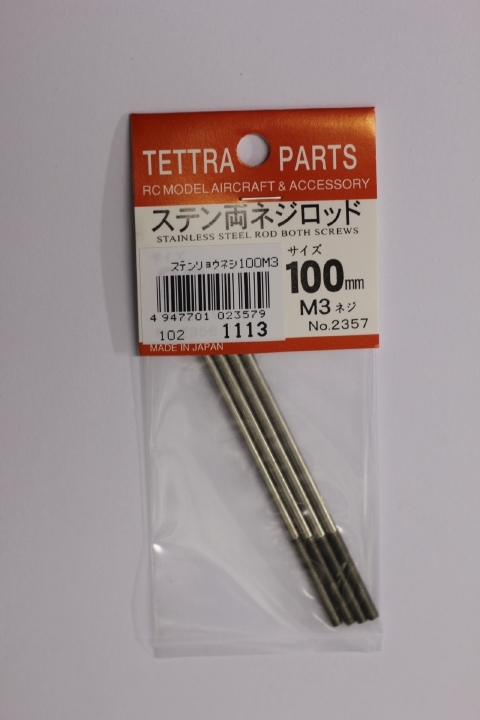 TETTRA PARTS
RC MODEL AIRCRAFT & ACCESSORY
ステン両ネジロッド
STAINLESS STEEL ROD BOTH SCREWS
サイズ
100mm
M3ネジ
No.2357
ステンリョウネジ100M3
4 947701 023579
102 1113
MADE IN JAPAN